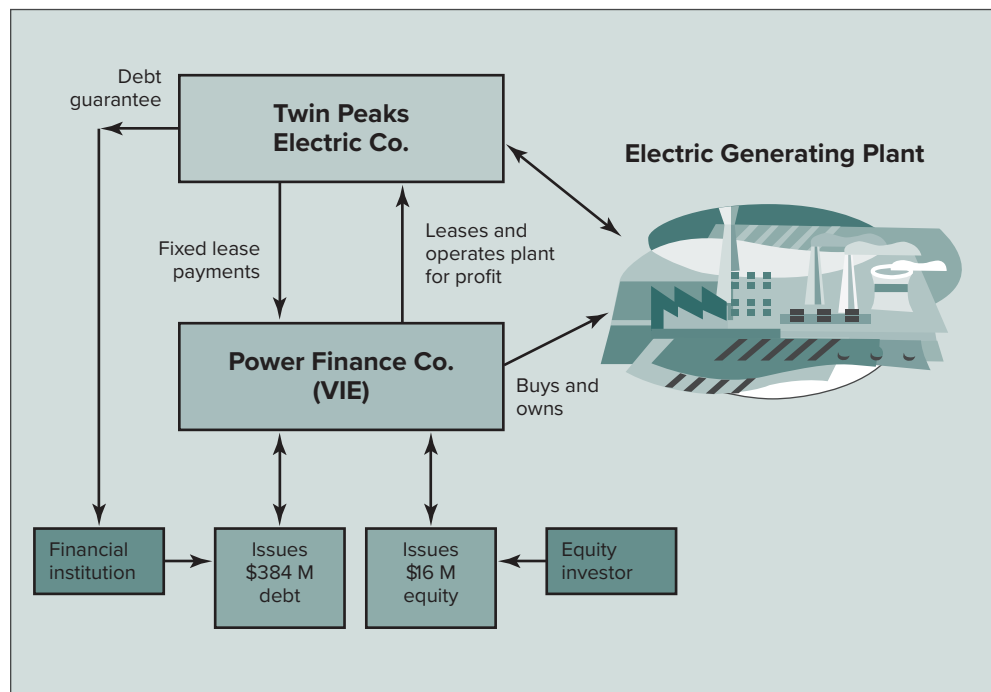 Debt
guarantee
Twin Peaks
Electric Co.
Electric Generating Plant
Fixed lease
payments
Leases and
operates plant
for profit
Power Finance Co.
(VIE)
Buys and
owns
Financial
institution
Issues
$384 M
debt
Issues
$16 M
equity
Equity
investor